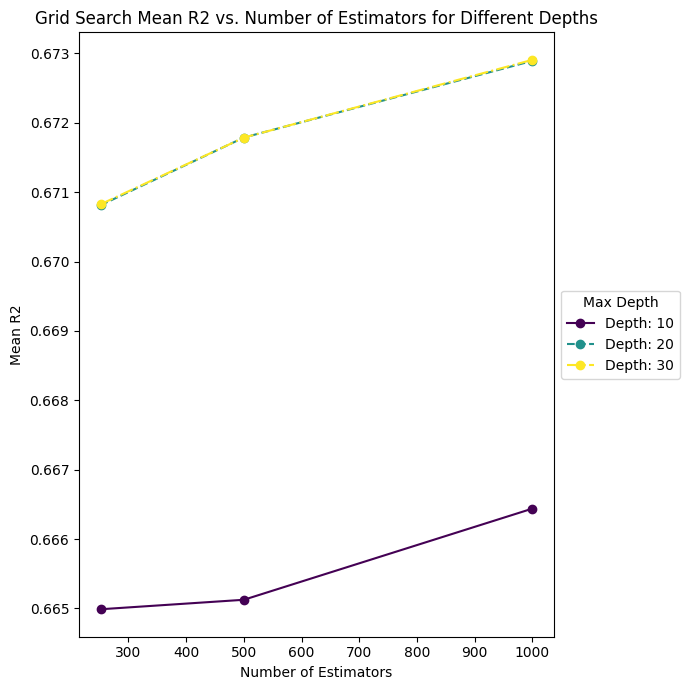 Grid Search Mean R2 vs. Number of Estimators for Different Depths
0.673
0.672
0.671
0.670
0.669
0.668
0.667
0.666
0.665
Mean R2
300 400 500 600 700 800 900 1000
Number of Estimators
Max Depth
Depth: 10
Depth: 20
Depth: 30